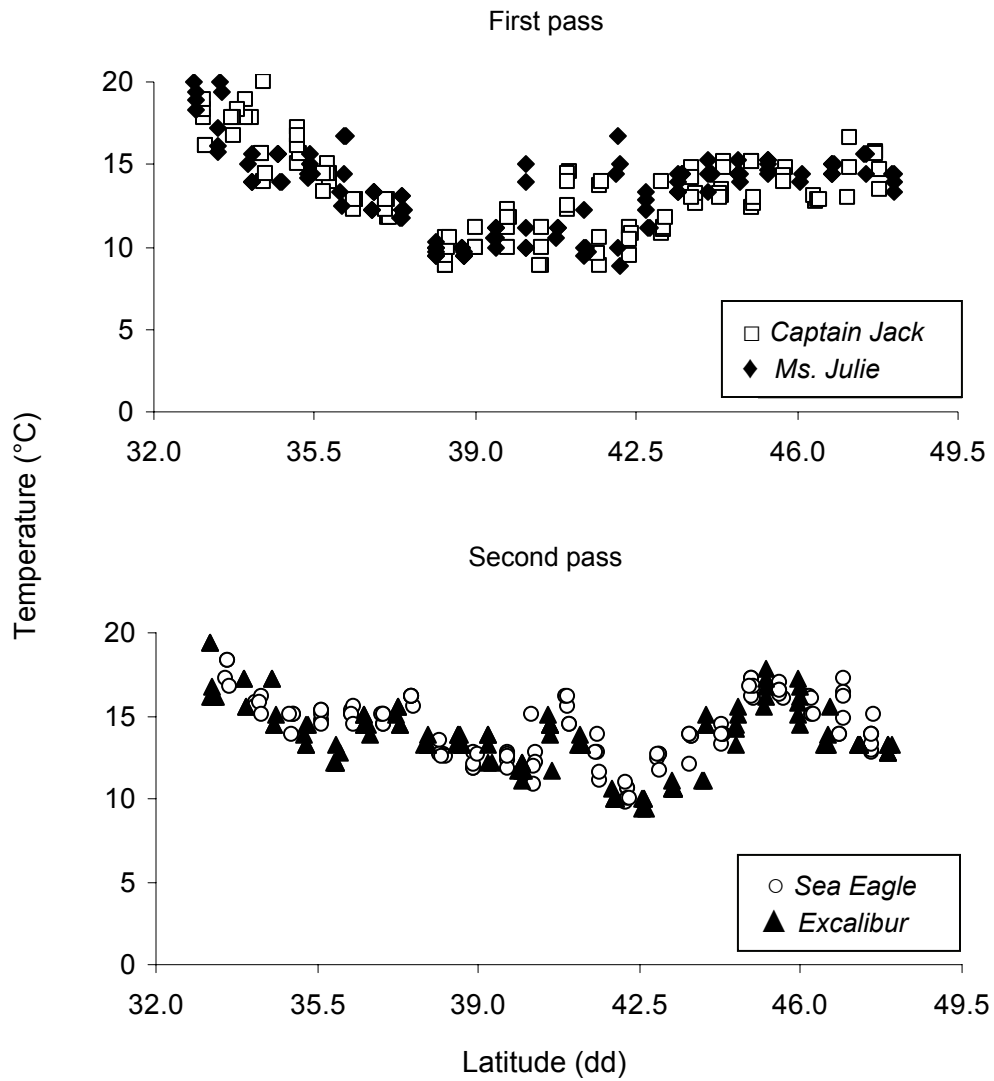 First pass
20
15
10
5
0
32.0 35.5 39.0 42.5 46.0 49.5
Captain Jack
Ms. Julie
Temperature (°C)
Second pass
20
15
10
5
0
32.0 35.5 39.0 42.5 46.0 49.5
Sea Eagle
Excalibur
Latitude (dd)